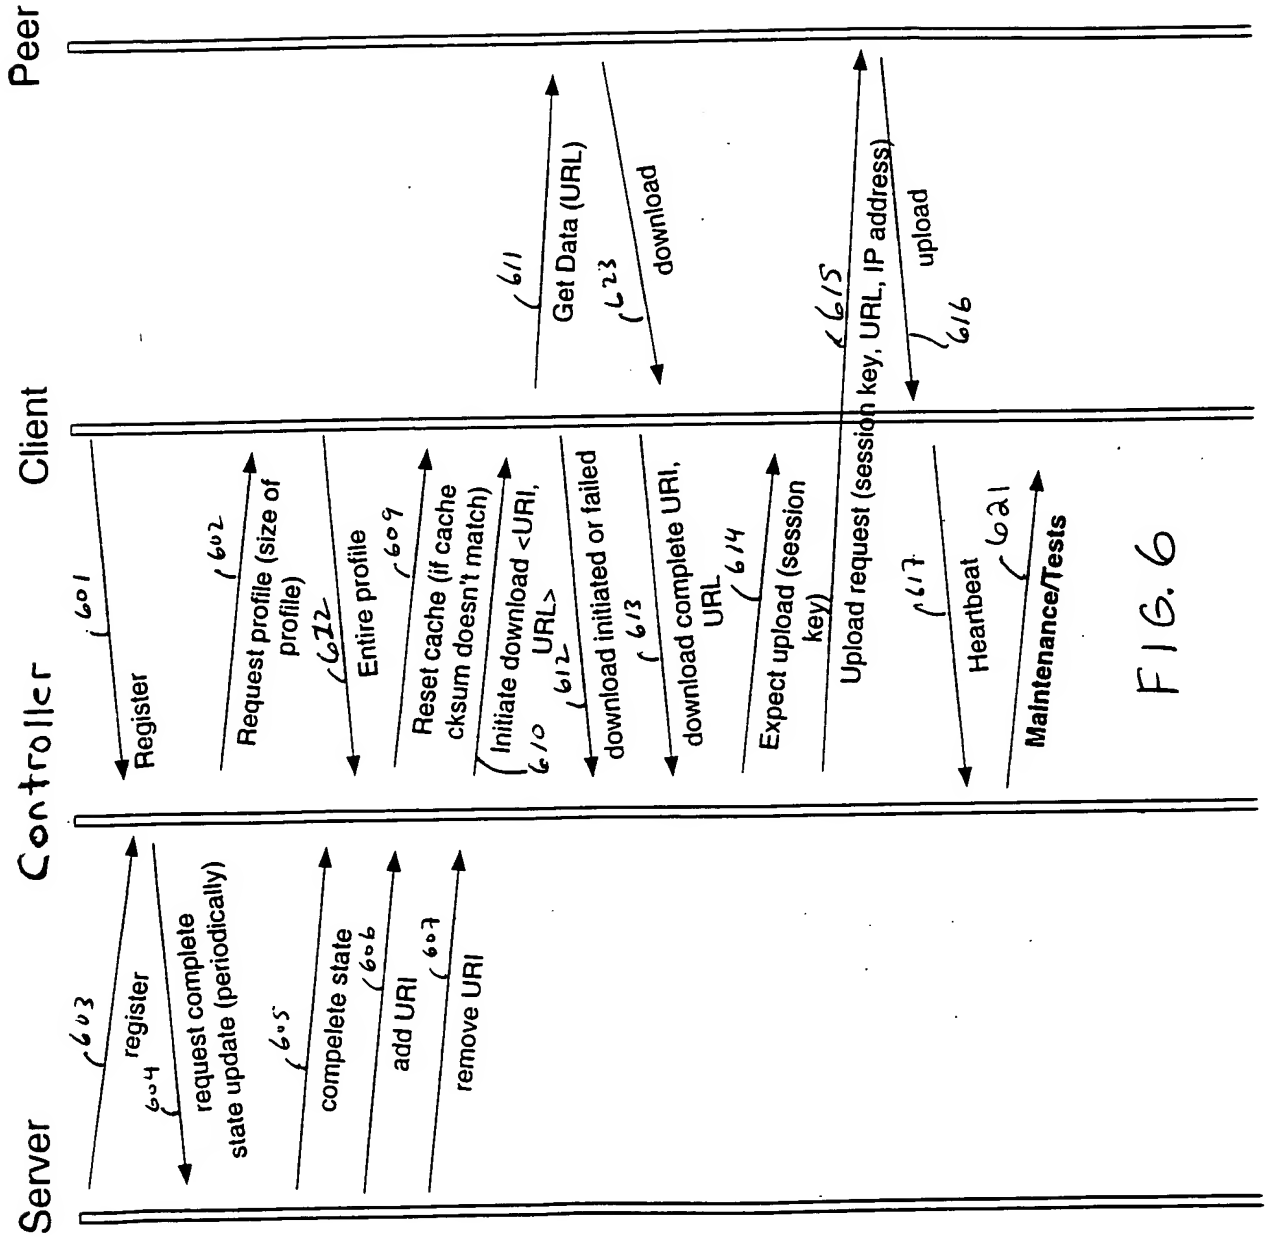 Server
Controller
Client
Peer
603
register
604
request complete
state update (periodically)
605
compelete state
606
add URI
607
remove URI
601
Register
602
Request profile (size of
profile)
622
Entire profile
609
Reset cache (if cache
cksum doesn't match)
Initiate download <URI,
URL>
610
612
download initiated or failed
613
download complete URI,
URL
614
Expect upload (session
key)
615
Upload request (session key, URL, IP address)
617
Heartbeat
621
Maintenance/Tests
611
Get Data (URL)
623
download
upload
616
FIG. 6